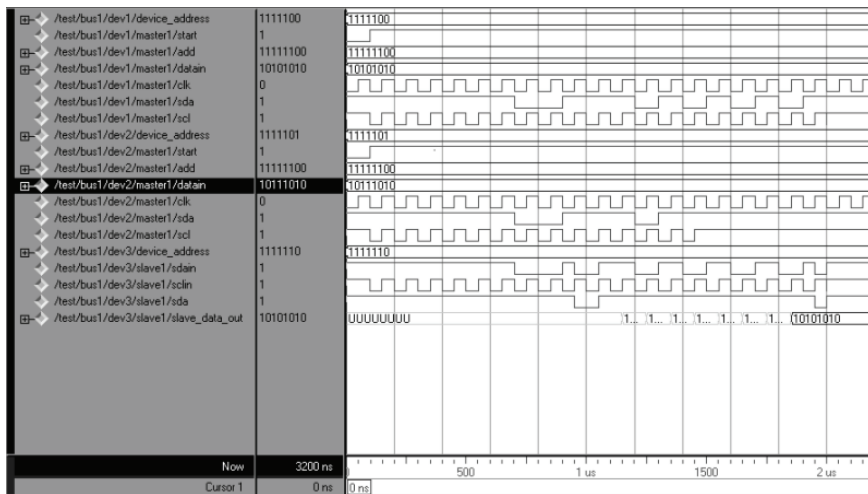 /test/bus1/dev1/device_address 1111100 1111100
/test/bus1/dev1/master1/start 1
/test/bus1/dev1/master1/add 11111100 11111100
/test/bus1/dev1/master1/datain 10101010 10101010
/test/bus1/dev1/master1/clk 0
/test/bus1/dev1/master1/sda 1
/test/bus1/dev1/master1/scl 1
/test/bus1/dev2/device_address 1111101 1111101
/test/bus1/dev2/master1/start 1
/test/bus1/dev2/master1/add 11111100 11111100
/test/bus1/dev2/master1/datain 10111010 10111010
/test/bus1/dev2/master1/clk 0
/test/bus1/dev2/master1/sda 1
/test/bus1/dev2/master1/scl 1
/test/bus1/dev3/device_address 1111110 1111110
/test/bus1/dev3/slave1/sdain 1
/test/bus1/dev3/slave1/sclin 1
/test/bus1/dev3/slave1/sda 1
/test/bus1/dev3/slave1/slave_data_out 10101010 UUUUUUUU 1... 1... 1... 1... 1... 1... 1... 10101010
Now 3200 ns 500 1 us 1500 2 us
Cursor 1 0 ns 0 ns